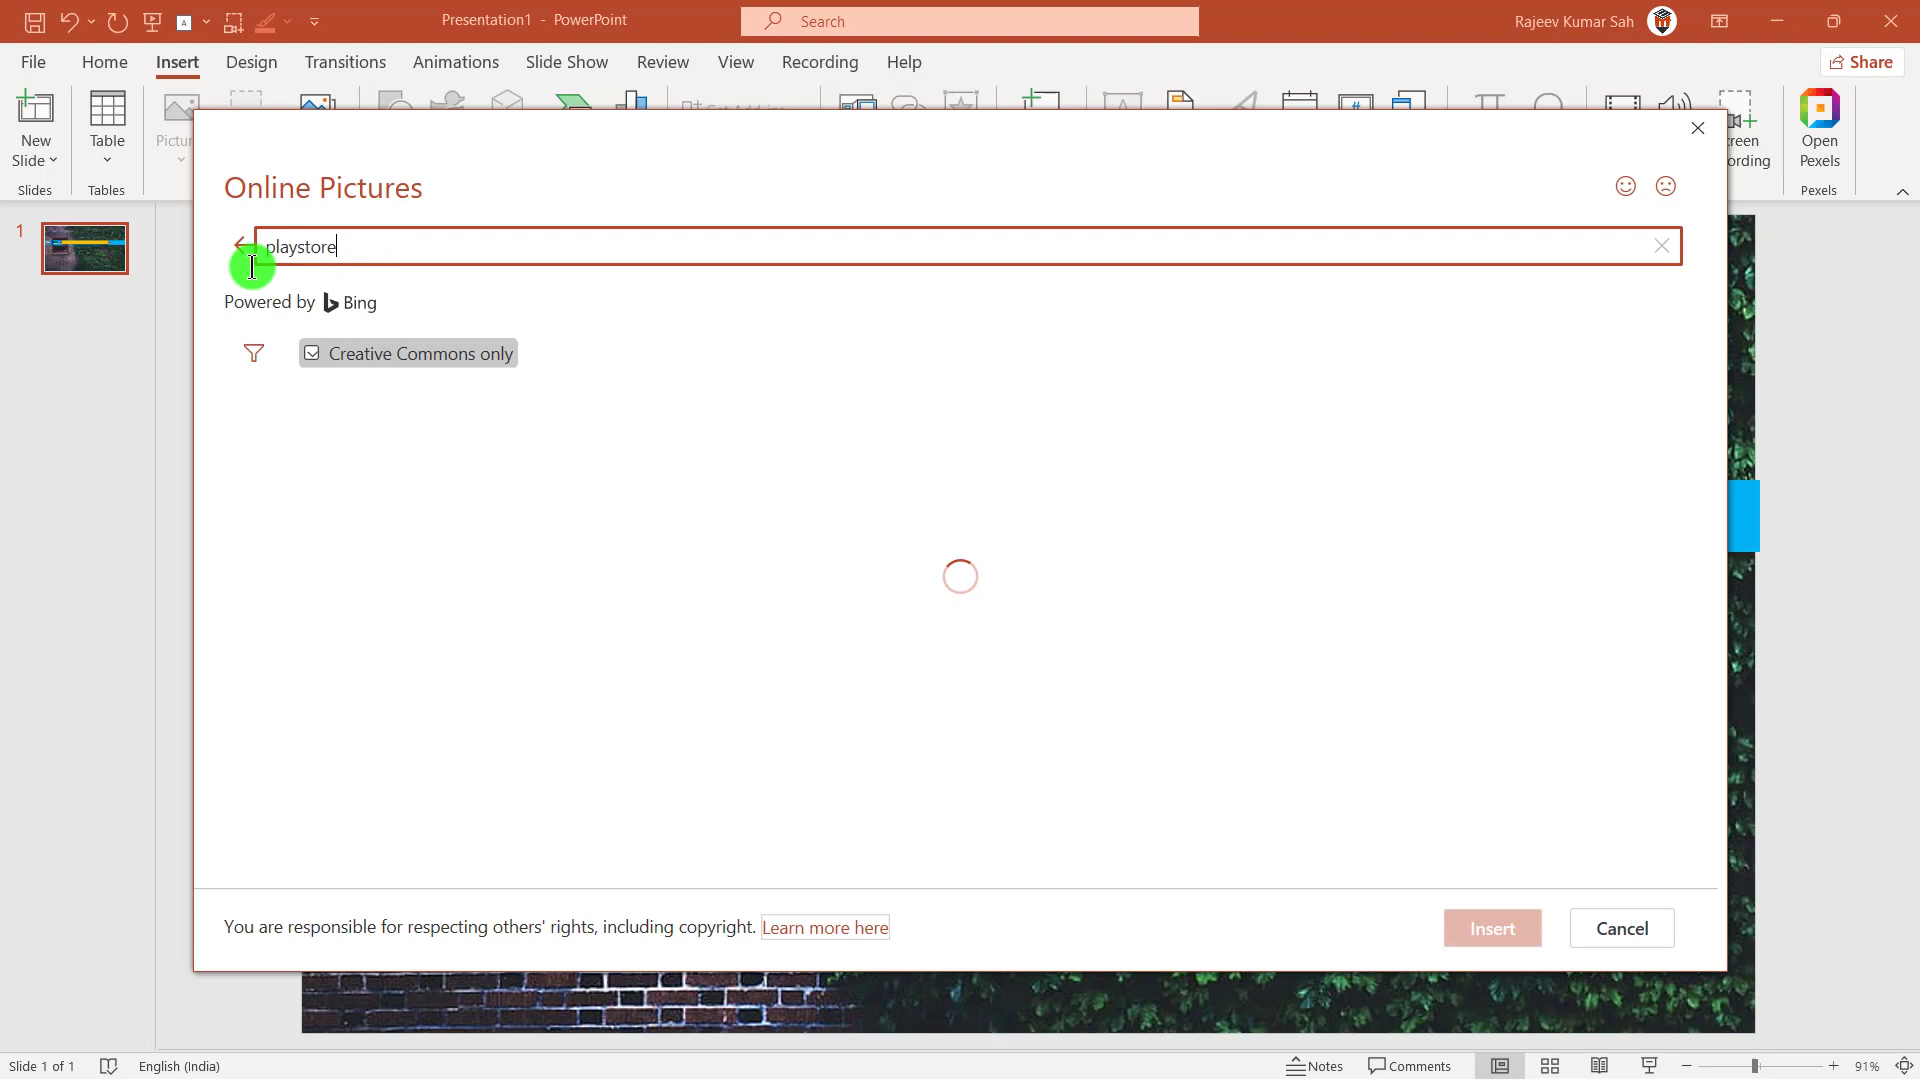 Presentation1 - PowerPoint
Search
Rajeev Kumar Sah
File Home Insert Design Transitions Animations Slide Show Review View Recording Help
Share
New Slide
Table
Open Pexels
Slides
Tables
Pexels
1
Online Pictures
playstore
Powered by Bing
Creative Commons only
You are responsible for respecting others' rights, including copyright. Learn more here
Insert
Cancel
Slide 1 of 1
English (India)
Notes
Comments
91%